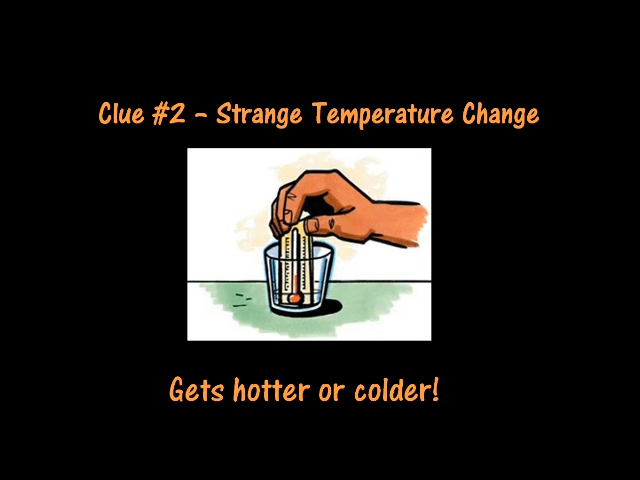 Clue #2 – Strange Temperature Change
Gets hotter or colder!